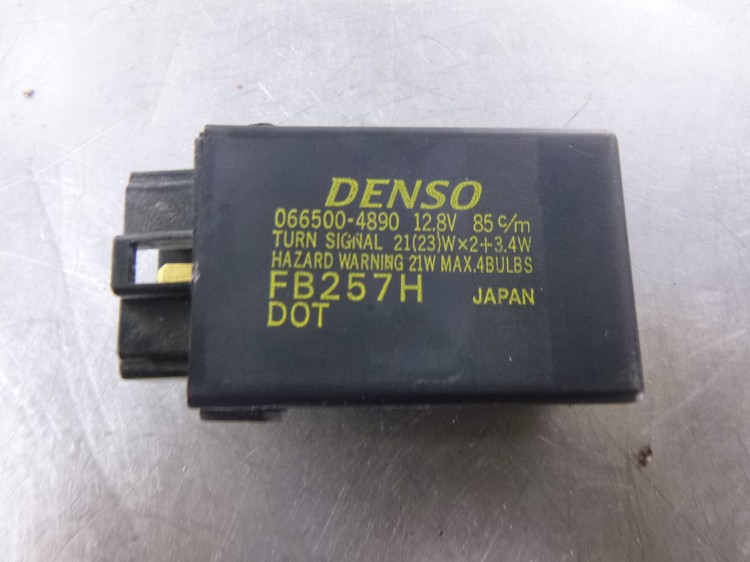 DENSO
066500-4890 12.8V 85 c/m
TURN SIGNAL 21(23)W×2+3.4W
HAZARD WARNING 21W MAX.4BULBS
FB257H JAPAN
DOT